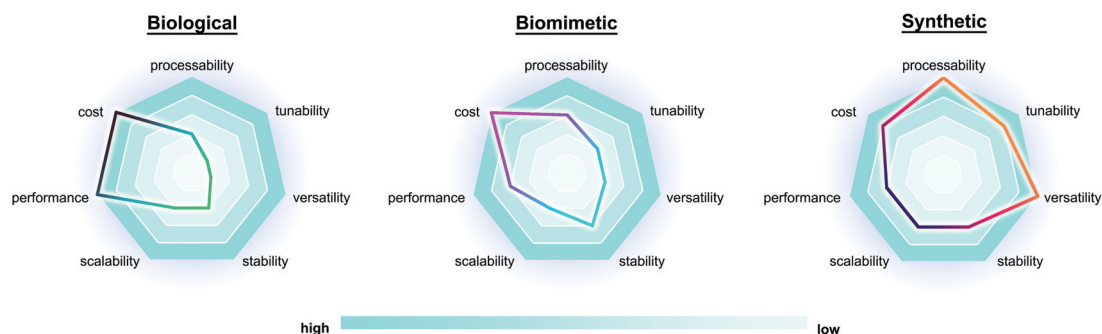 Biological
processability
cost
tunability
performance
versatility
scalability
stability
Biomimetic
processability
cost
tunability
performance
versatility
scalability
stability
Synthetic
processability
cost
tunability
performance
versatility
scalability
stability
high
low